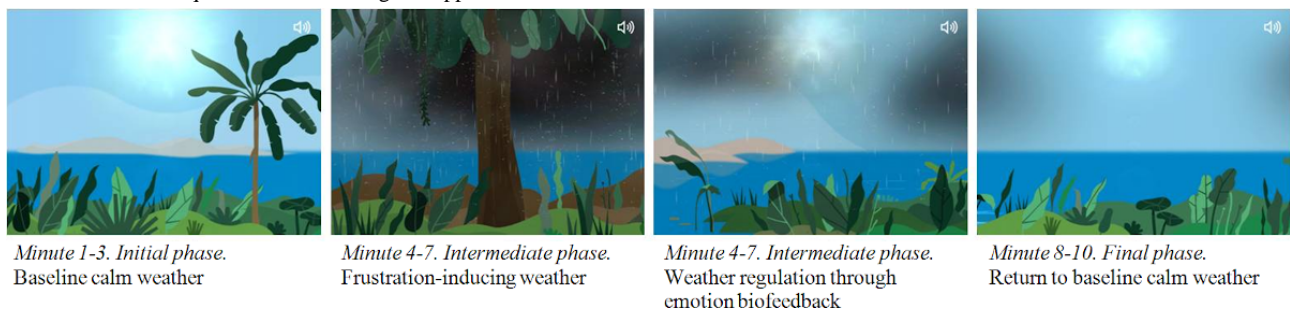 Minute 1-3. Initial phase.
Baseline calm weather
Minute 4-7. Intermediate phase.
Frustration-inducing weather
Minute 4-7. Intermediate phase.
Weather regulation through
emotion biofeedback
Minute 8-10. Final phase.
Return to baseline calm weather